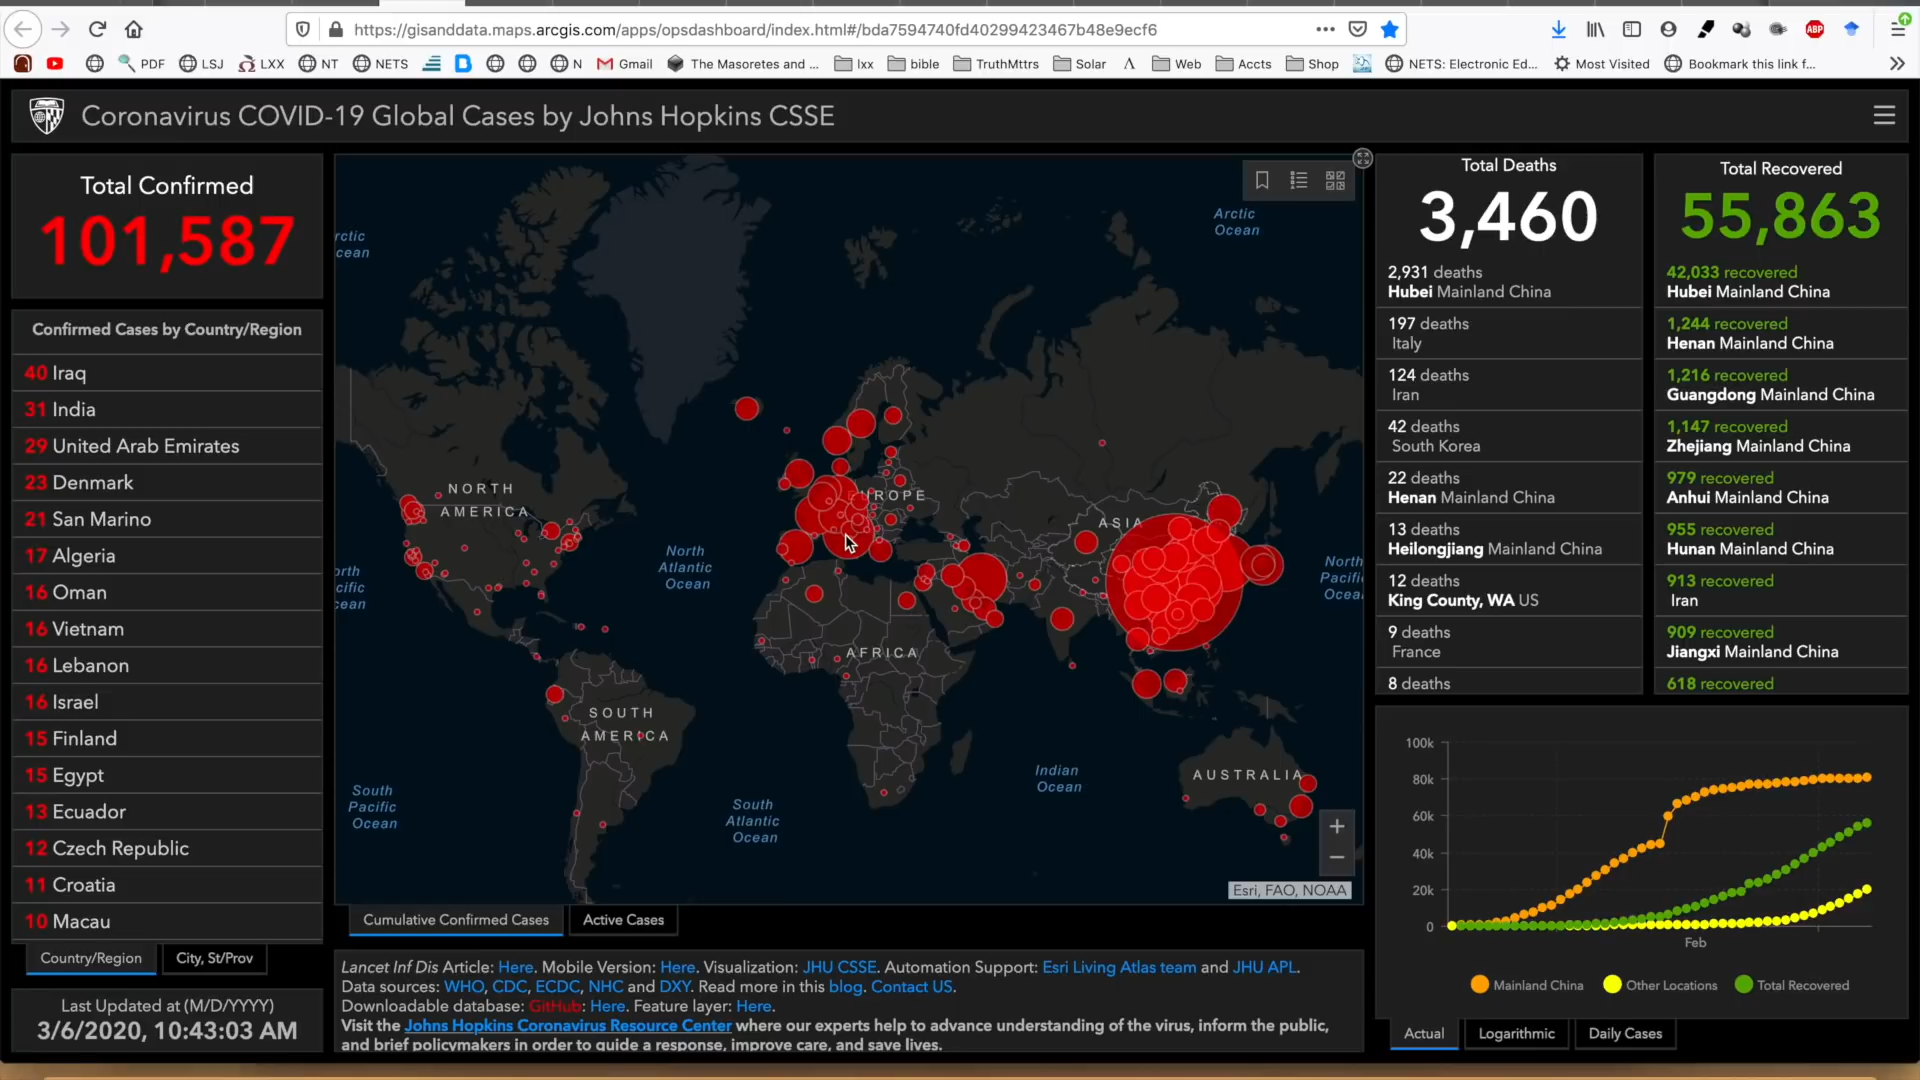 https://gisanddata.maps.arcgis.com/apps/opsdashboard/index.html#/bda7594740fd40299423467b48e9ecf6
ABP
PDF
LSJ
LXX
NT
NETS
N
Gmail
The Masoretes and ...
lxx
bible
TruthMttrs
Solar
Web
Accts
Shop
NETS: Electronic Ed...
Most Visited
Bookmark this link f...
Coronavirus COVID-19 Global Cases by Johns Hopkins CSSE
Total Confirmed
101,587
Confirmed Cases by Country/Region
40 Iraq
31 India
29 United Arab Emirates
23 Denmark
21 San Marino
17 Algeria
16 Oman
16 Vietnam
16 Lebanon
16 Israel
15 Finland
15 Egypt
13 Ecuador
12 Czech Republic
11 Croatia
10 Macau
Country/Region
City, St/Prov
Last Updated at (M/D/YYYY)
3/6/2020, 10:43:03 AM
rctic
cean
Arctic
Ocean
NORTH
AMERICA
EUROPE
ASIA
North
Atlantic
Ocean
orth
cific
cean
North
Pacific
Ocea
AFRICA
SOUTH
AMERICA
Indian
Ocean
AUSTRALIA
South
Pacific
Ocean
South
Atlantic
Ocean
Esri, FAO, NOAA
Cumulative Confirmed Cases
Active Cases
Lancet Inf Dis Article: Here. Mobile Version: Here. Visualization: JHU CSSE. Automation Support: Esri Living Atlas team and JHU APL.
Data sources: WHO, CDC, ECDC, NHC and DXY. Read more in this blog. Contact US.
Downloadable database: GitHub: Here. Feature layer: Here.
Visit the Johns Hopkins Coronavirus Resource Center where our experts help to advance understanding of the virus, inform the public,
and brief policymakers in order to guide a response, improve care, and save lives.
Total Deaths
3,460
2,931 deaths
Hubei Mainland China
197 deaths
Italy
124 deaths
Iran
42 deaths
South Korea
22 deaths
Henan Mainland China
13 deaths
Heilongjiang Mainland China
12 deaths
King County, WA US
9 deaths
France
8 deaths
Total Recovered
55,863
42,033 recovered
Hubei Mainland China
1,244 recovered
Henan Mainland China
1,216 recovered
Guangdong Mainland China
1,147 recovered
Zhejiang Mainland China
979 recovered
Anhui Mainland China
955 recovered
Hunan Mainland China
913 recovered
Iran
909 recovered
Jiangxi Mainland China
618 recovered
100k
80k
60k
40k
20k
0
Feb
Mainland China
Other Locations
Total Recovered
Actual
Logarithmic
Daily Cases